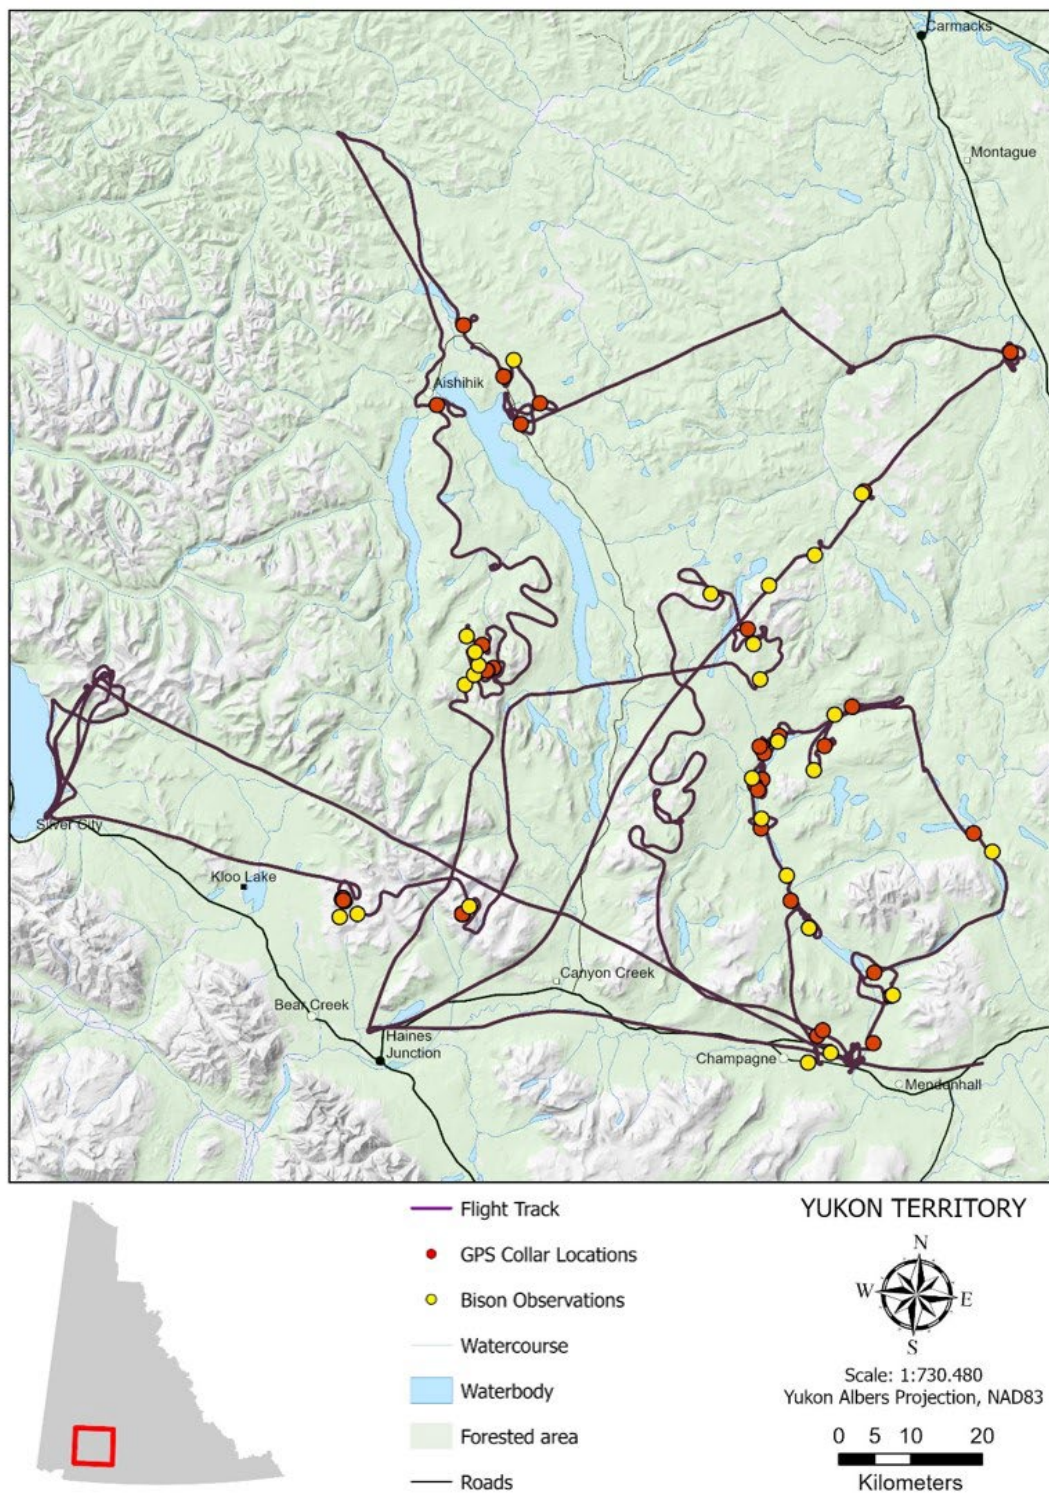 Carmacks
Montague
Aishihik
Silver City
Kloo Lake
Canyon Creek
Bear Creek
Haines
Junction
Champagne
Mendenhall
Flight Track
GPS Collar Locations
Bison Observations
Watercourse
Waterbody
Forested area
Roads
YUKON TERRITORY
N
W
E
S
Scale: 1:730.480
Yukon Albers Projection, NAD83
0 5 10 20
Kilometers